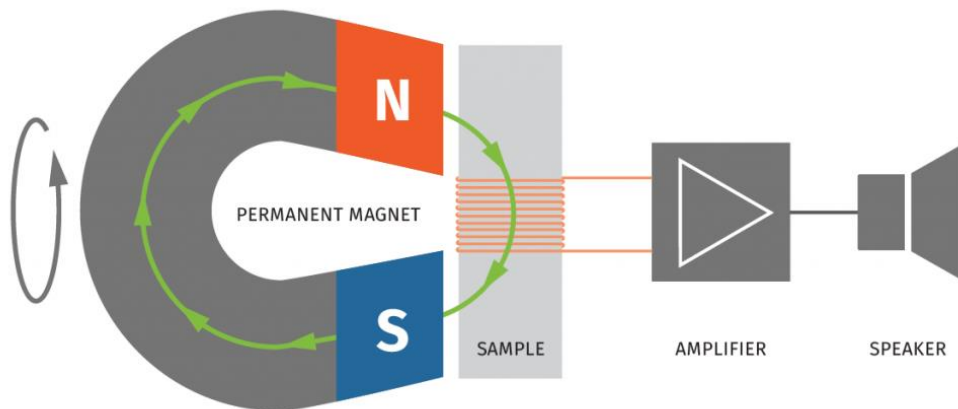 N
PERMANENT MAGNET
S
SAMPLE
AMPLIFIER
SPEAKER